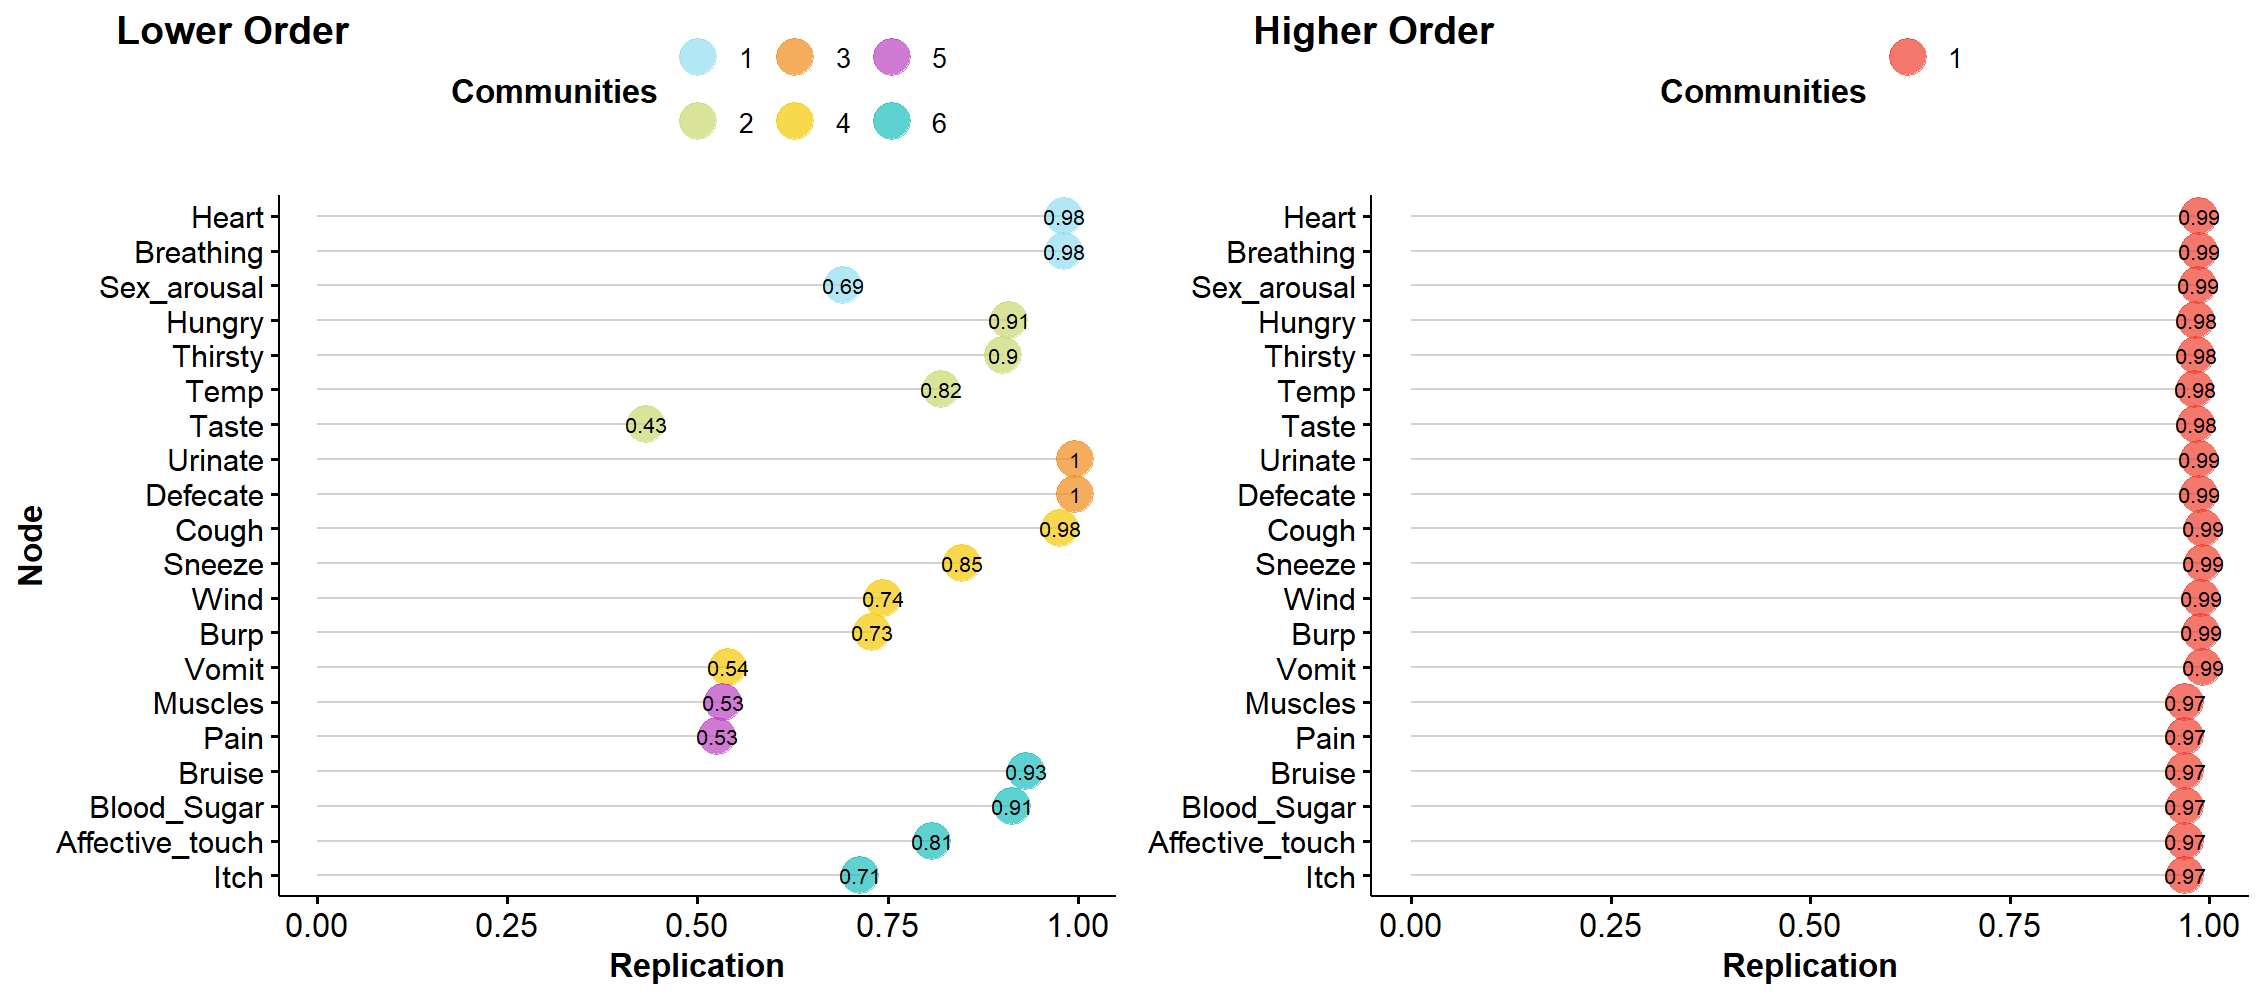 Lower Order
Communities
1 3 5
2 4 6
Node
Heart 0.98
Breathing 0.98
Sex_arousal 0.69
Hungry 0.91
Thirsty 0.9
Temp 0.82
Taste 0.43
Urinate 1
Defecate 1
Cough 0.98
Sneeze 0.85
Wind 0.74
Burp 0.73
Vomit 0.54
Muscles 0.53
Pain 0.53
Bruise 0.93
Blood_Sugar 0.91
Affective_touch 0.81
Itch 0.71
0.00 0.25 0.50 0.75 1.00
Replication
Higher Order
Communities
1
Heart 0.99
Breathing 0.99
Sex_arousal 0.99
Hungry 0.98
Thirsty 0.98
Temp 0.98
Taste 0.98
Urinate 0.99
Defecate 0.99
Cough 0.99
Sneeze 0.99
Wind 0.99
Burp 0.99
Vomit 0.99
Muscles 0.97
Pain 0.97
Bruise 0.97
Blood_Sugar 0.97
Affective_touch 0.97
Itch 0.97
0.00 0.25 0.50 0.75 1.00
Replication